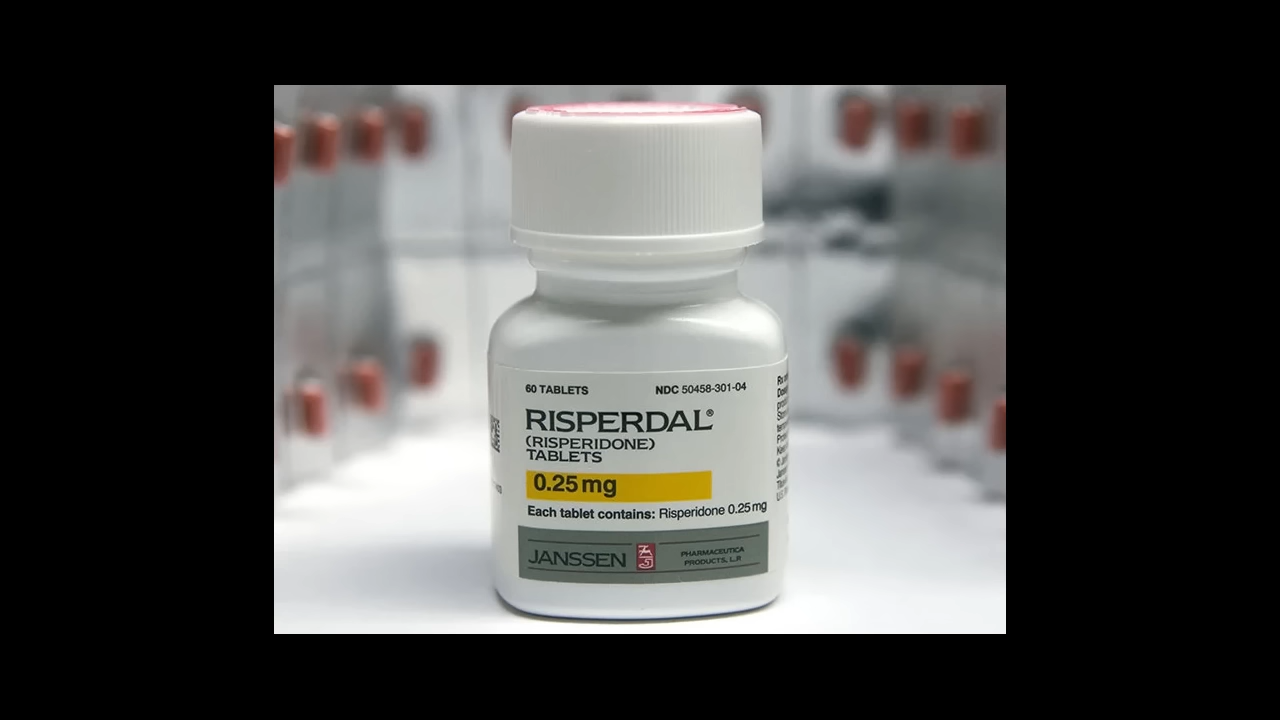 60 TABLETS NDC 50458-301-04
RISPERDAL®
(RISPERIDONE)
TABLETS
0.25 mg
Each tablet contains: Risperidone 0.25 mg
JANSSEN PHARMACEUTICA
PRODUCTS, L.P.